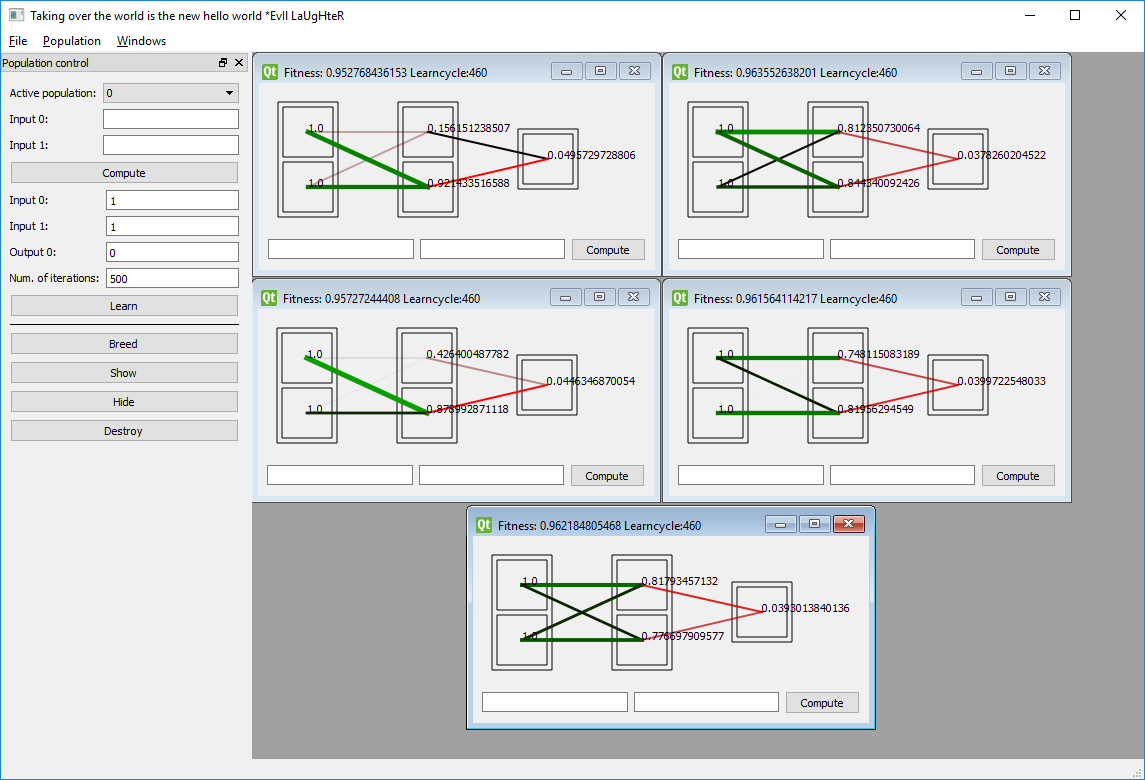 Taking over the world is the new hello world *Evil LaUgHteR
File Population Windows
Population control
Active population: 0
Input 0:
Input 1:
Compute
Input 0: 1
Input 1: 1
Output 0: 0
Num. of iterations: 500
Learn
Breed
Show
Hide
Destroy
Qt Fitness: 0.952768436153 Learncycle:460
1.0 0.156151238507
0.0495729728806
1.0 0.921433516588
Compute
Qt Fitness: 0.963552638201 Learncycle:460
1.0 0.812350730064
0.0378260204522
1.0 0.844340092426
Compute
Qt Fitness: 0.95727244408 Learncycle:460
1.0 0.426400487782
0.0446346870054
1.0 0.878992871118
Compute
Qt Fitness: 0.961564114217 Learncycle:460
1.0 0.748115083189
0.0399722548033
1.0 0.81956294549
Compute
Qt Fitness: 0.962184805468 Learncycle:460
1.0 0.81793457132
0.0393013840136
1.0 0.776697909577
Compute